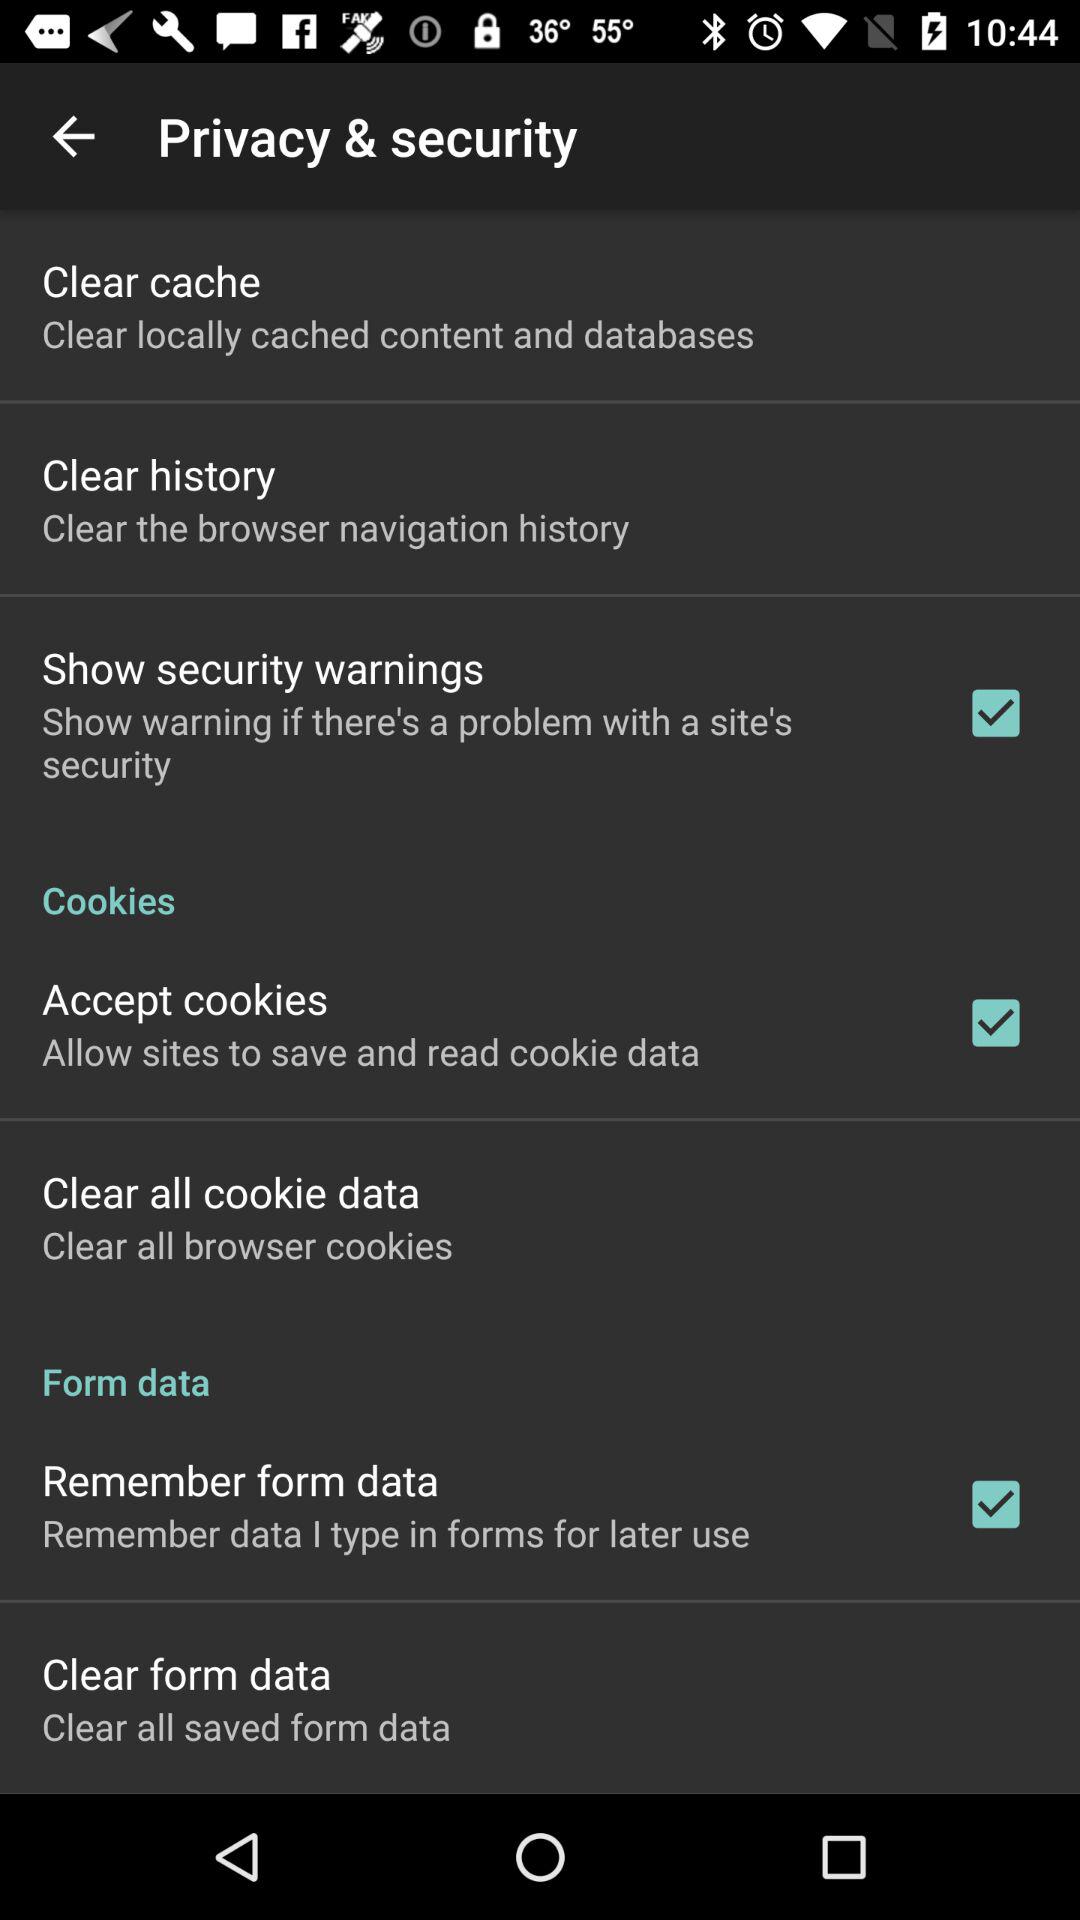 FAKE 36° 55° 10:44
Privacy & security
Clear cache
Clear locally cached content and databases
Clear history
Clear the browser navigation history
Show security warnings
Show warning if there's a problem with a site's
security
Cookies
Accept cookies
Allow sites to save and read cookie data
Clear all cookie data
Clear all browser cookies
Form data
Remember form data
Remember data I type in forms for later use
Clear form data
Clear all saved form data